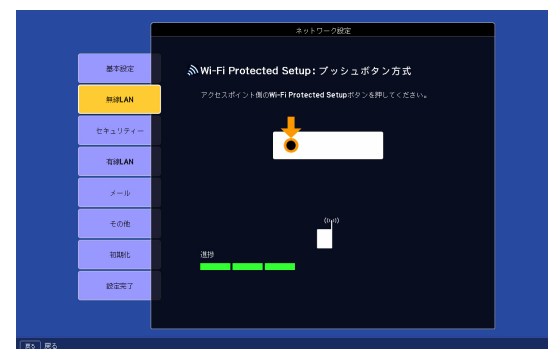 ネットワーク設定
基本設定
無線LAN
セキュリティー
有線LAN
メール
その他
初期化
設定完了
Wi-Fi Protected Setup:プッシュボタン方式
アクセスポイント側のWi-Fi Protected Setupボタンを押してください。
進捗
戻る 戻る